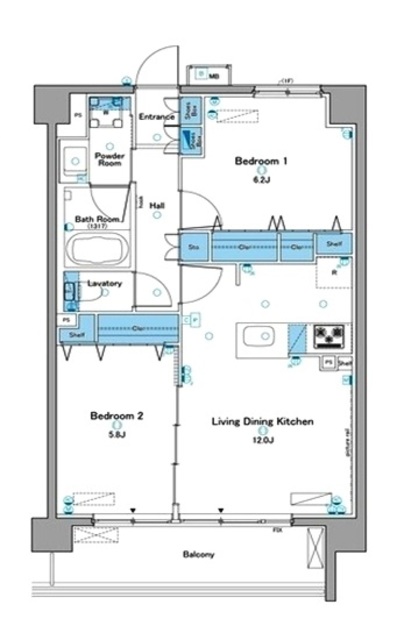 MB
(1F)
PS
Entrance
Shoes Box
Shoes Box
Powder Room
Bedroom 1
6.2J
hook
Hall
Bath Room
(1317)
Sto
Clo
Clo
Shelf
R
Lavatory
PS
Shelf
Clo
PS
Shelf
Bedroom 2
5.8J
Living Dining Kitchen
12.0J
picture rail
FIX
Balcony